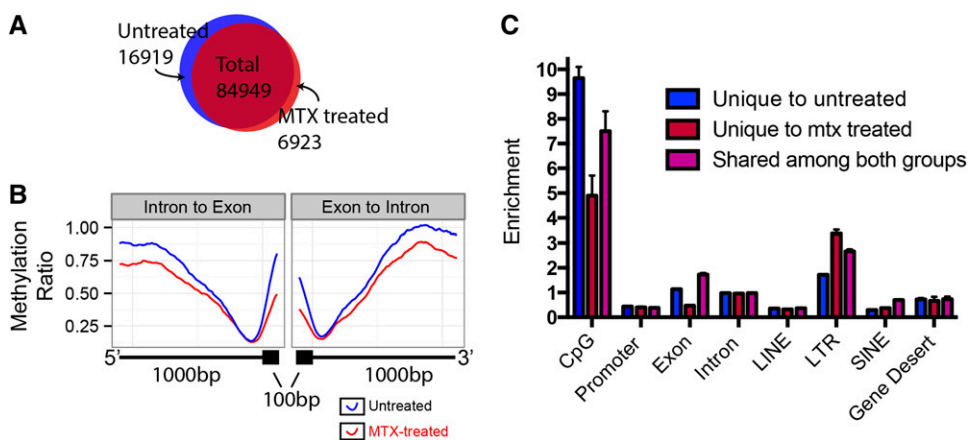 A
Untreated
16919
Total
84949
MTX treated
6923
B
Intron to Exon
Exon to Intron
Methylation
Ratio
1.00
0.75
0.50
0.25
5’
3’
1000bp
1000bp
100bp
Untreated
MTX-treated
C
Enrichment
10
9
8
7
6
5
4
3
2
1
0
Unique to untreated
Unique to mtx treated
Shared among both groups
CpG
Promoter
Exon
Intron
LINE
LTR
SINE
Gene Desert